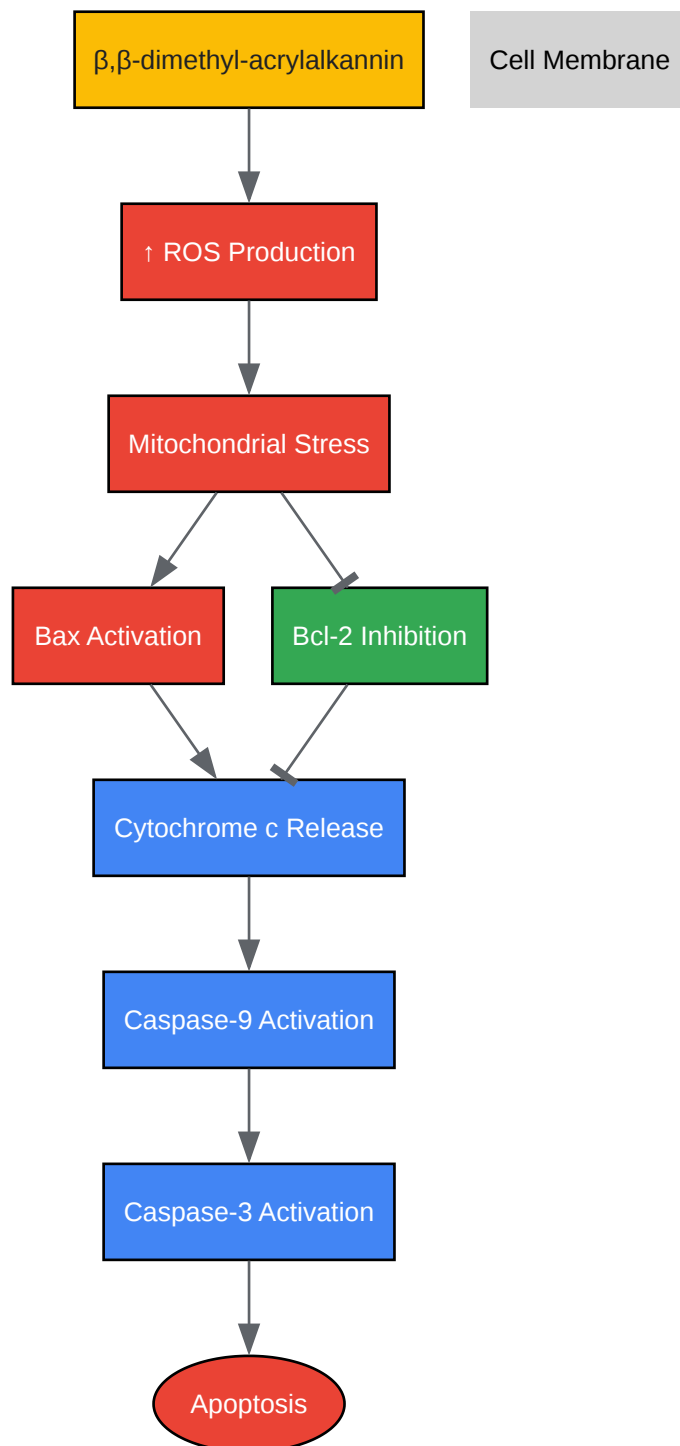 β,β-dimethyl-acrylalkannin
Cell Membrane
↑ ROS Production
Mitochondrial Stress
Bax Activation
Bcl-2 Inhibition
Cytochrome c Release
Caspase-9 Activation
Caspase-3 Activation
Apoptosis